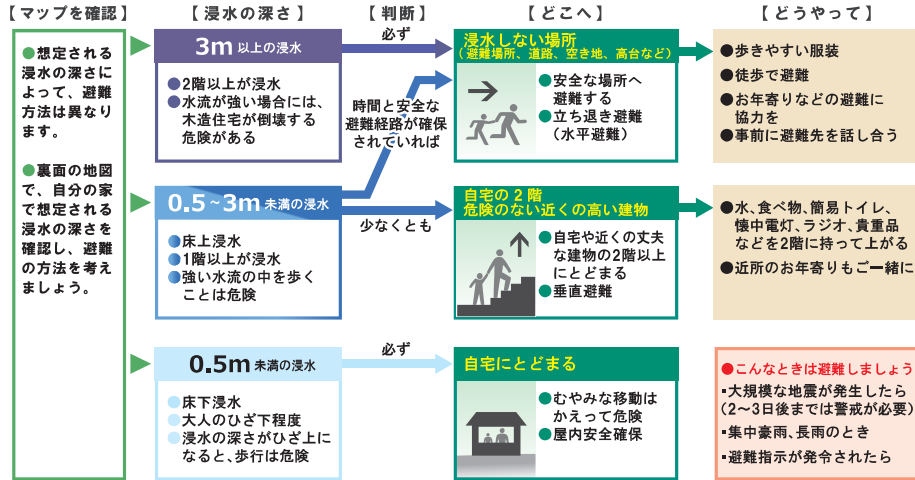 【マップを確認】
【浸水の深さ】
【判断】
【どこへ】
【どうやって】
●想定される
浸水の深さに
よって、避難
方法は異なり
ます。
●裏面の地図
で、自分の家
で想定される
浸水の深さを
確認し、避難
の方法を考え
ましょう。
3m以上の浸水
●2階以上が浸水
●水流が強い場合には、
木造住宅が倒壊する
危険がある
必ず
時間と安全な
避難経路が確保
されていれば
浸水しない場所
(避難場所、道路、空き地、高台など)
●安全な場所へ
避難する
●立ち退き避難
(水平避難)
●歩きやすい服装
●徒歩で避難
●お年寄りなどの避難に
協力を
●事前に避難先を話し合う
0.5~3m未満の浸水
●床上浸水
●1階以上が浸水
●強い水流の中を歩く
ことは危険
少なくとも
自宅の2階
危険のない近くの高い建物
●自宅や近くの丈夫
な建物の2階以上
にとどまる
●垂直避難
●水、食べ物、簡易トイレ、
懐中電灯、ラジオ、貴重品
などを2階に持って上がる
●近所のお年寄りもご一緒に
0.5m未満の浸水
●床下浸水
●大人のひざ下程度
●浸水の深さがひざ上に
なると、歩行は危険
必ず
自宅にとどまる
●むやみな移動は
かえって危険
●屋内安全確保
●こんなときは避難しましょう
▪大規模な地震が発生したら
(2~3日後までは警戒が必要)
▪集中豪雨、長雨のとき
▪避難指示が発令されたら